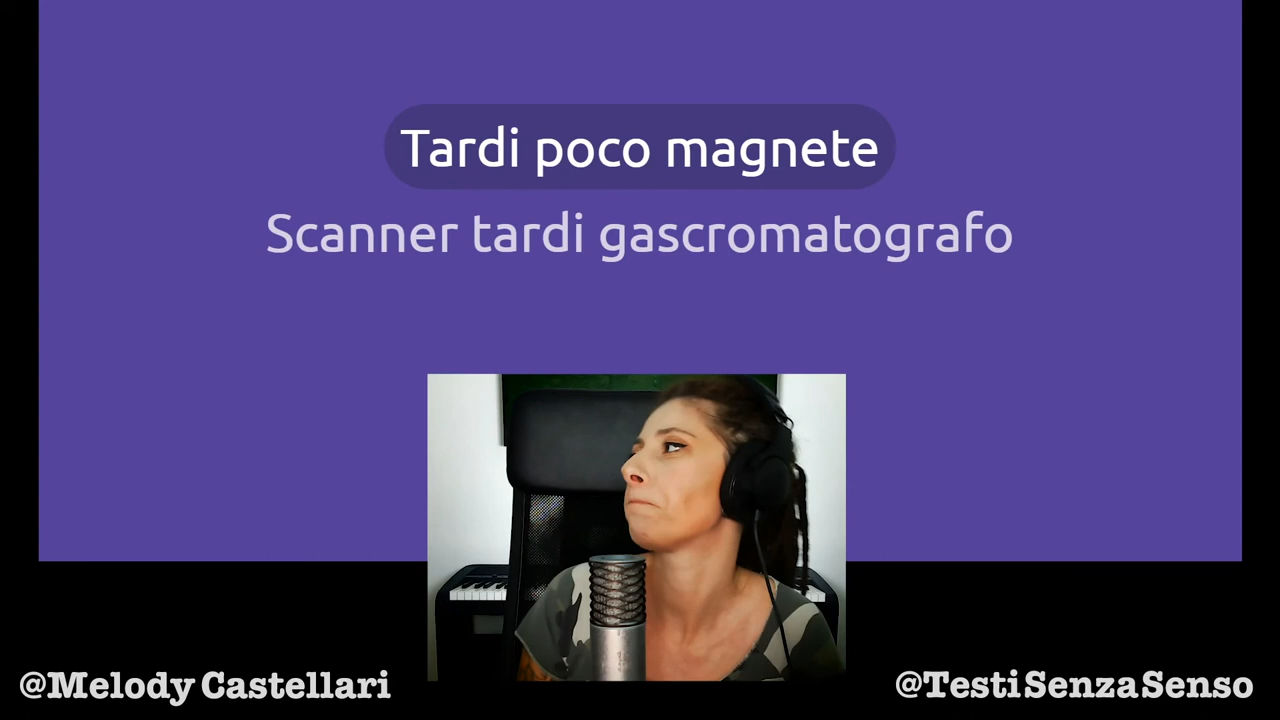 Tardi poco magnete
Scanner tardi gascromatografo
@Melody Castellari
@TestiSenzaSenso